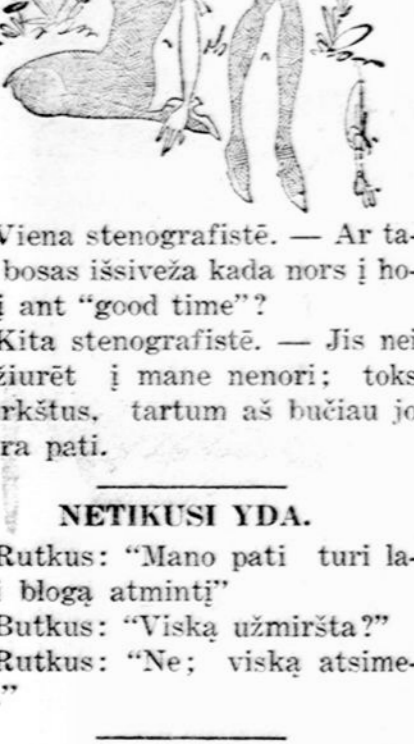 Viena stenografistė. — Ar ta-
bosas išsiveža kada nors į ho-
į ant “good time”?
Kita stenografistė. — Jis nei
žiurėt į mane nenori; toks
rkštus, tartum aš bučiau jo
ra pati.
NETIKUSI YDA.
Rutkus: “Mano pati turi la-
i blogą atmintį”
Butkus: “Viską užmiršta?”
Rutkus: “Ne; viską atsime-
”